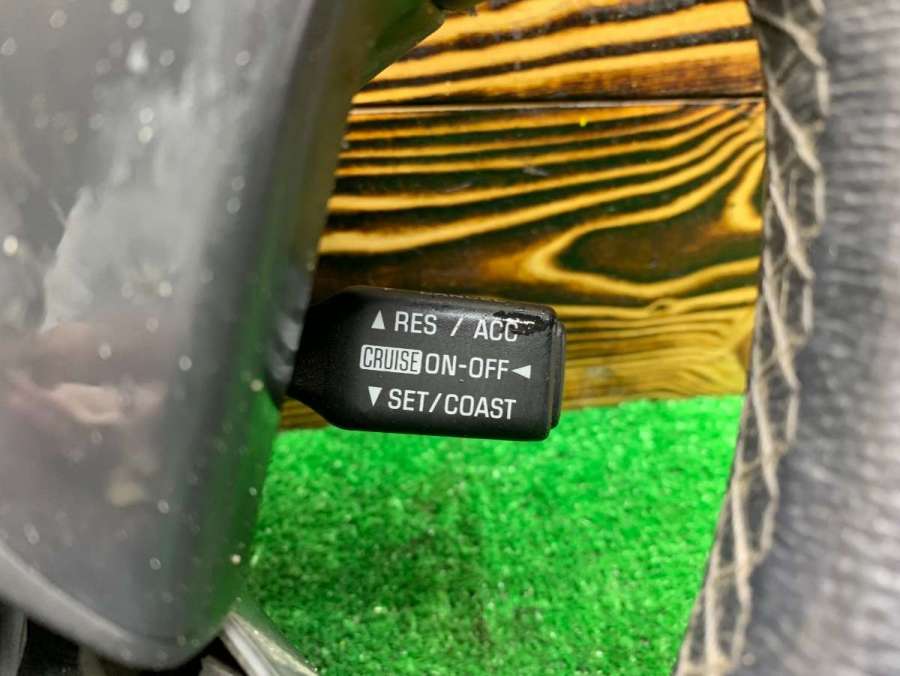 ▲ RES / ACC
CRUISE ON-OFF ◄
▼ SET/COAST